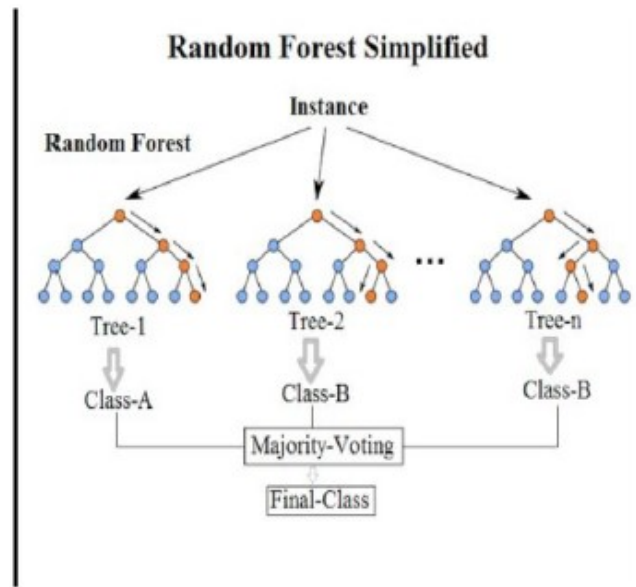 Random Forest Simplified
Instance
Random Forest
...
Tree-1 Tree-2 Tree-n
Class-A Class-B Class-B
Majority-Voting
Final-Class